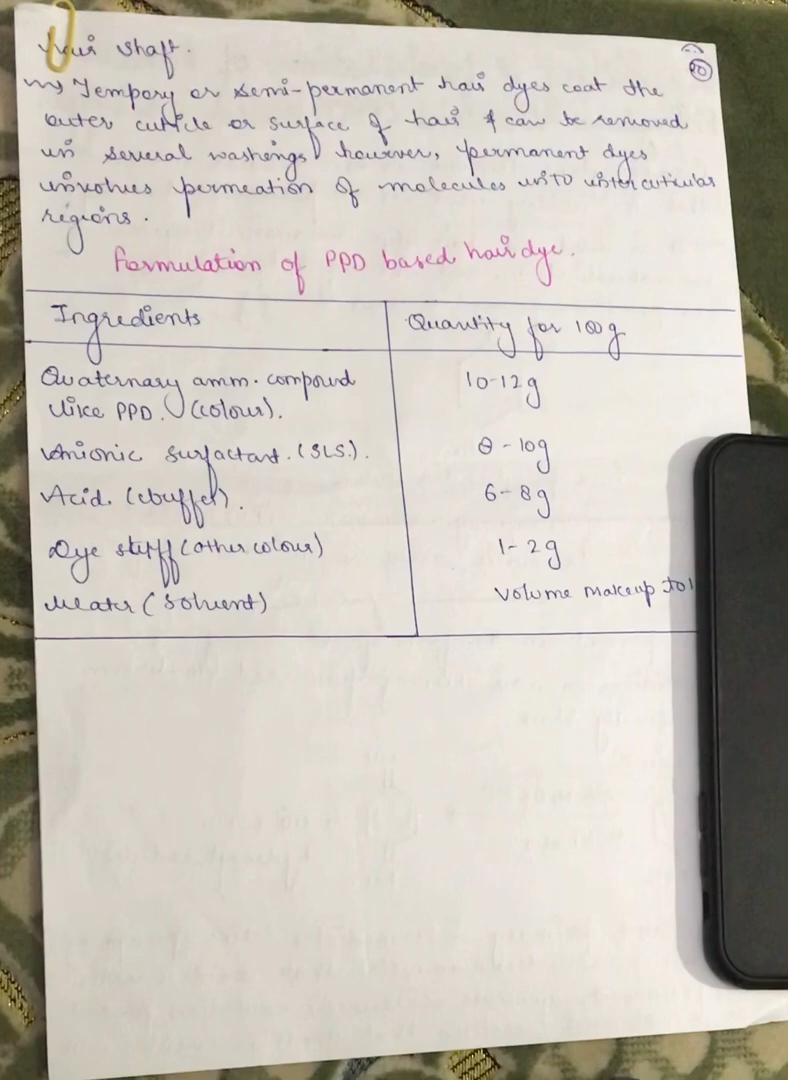 hair shaft.
20
Tempory or semi-permanent hair dyes coat the
outer cuticle or surface of hair & can be removed
in several washings however, permanent dyes
involves permeation of molecules into intercuticular
regions.
Formulation of PPD based hair dye.
Ingredients Quantity for 100g
Quaternary amm. compound 10-12g
like PPD. (colour).
Anionic surfactant. (SLS.). 8-10g
Acid. (buffer). 6-8g
Dye stuff (other colour) 1-2g
Water (solvent) Volume makeup to